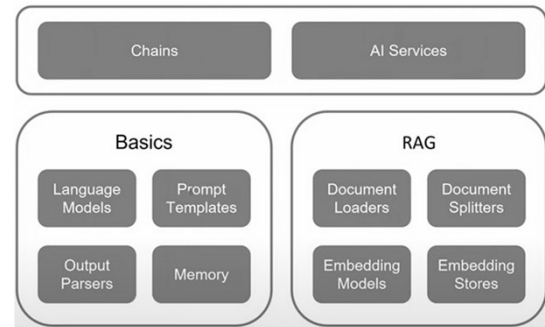 Chains
AI Services
Basics
Language
Models
Prompt
Templates
Output
Parsers
Memory
RAG
Document
Loaders
Document
Splitters
Embedding
Models
Embedding
Stores